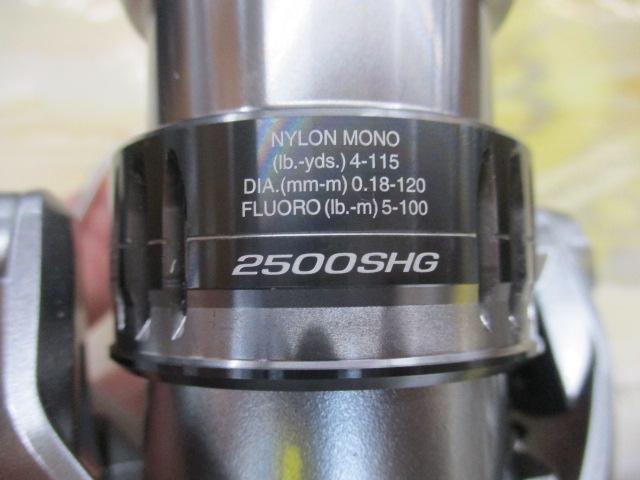 NYLON MONO
(lb.-yds.) 4-115
DIA.(mm-m) 0.18-120
FLUORO (lb.-m) 5-100
2500SHG